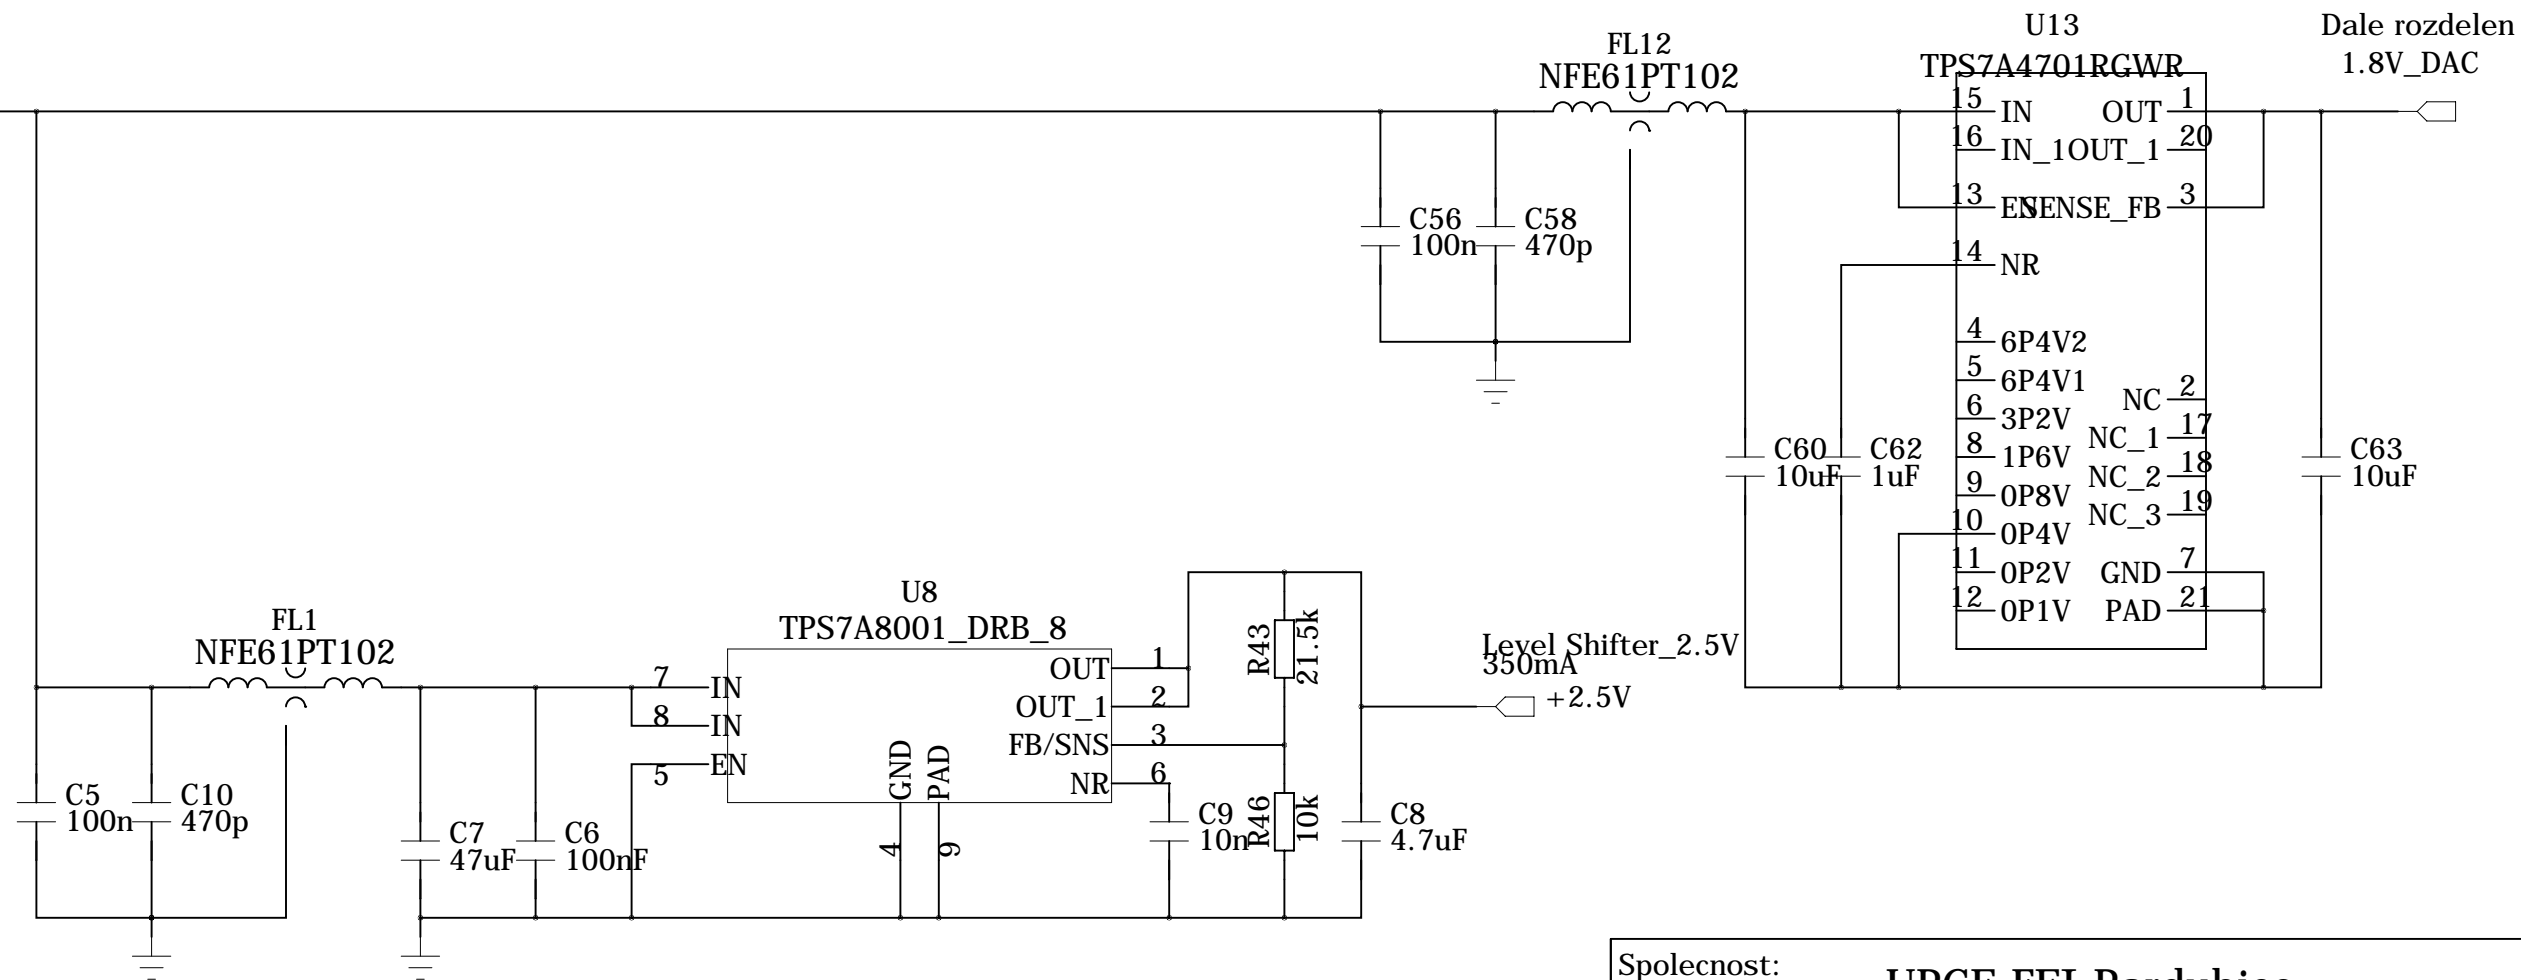 U13
TPS7A4701RGWR
Dale rozdelen
1.8V_DAC
FL12
NFE61PT102
15 IN OUT 1
16 IN_1 OUT_1 20
13 EN SENSE_FB 3
14 NR
4 6P4V2
5 6P4V1
6 3P2V NC 2
8 1P6V NC_1 17
9 0P8V NC_2 18
10 0P4V NC_3 19
11 0P2V GND 7
12 0P1V PAD 21
C56
100n
C58
470p
C60
10uF
C62
1uF
C63
10uF
FL1
NFE61PT102
U8
TPS7A8001_DRB_8
7 IN OUT 1
8 IN OUT_1 2
5 EN FB/SNS 3
NR 6
GND 4
PAD 9
R43
21.5k
R46
10k
Level Shifter_2.5V
350mA
+2.5V
C5
100n
C10
470p
C7
47uF
C6
100nF
C9
10n
C8
4.7uF
Spolecnost:
UPCE FEI Pardubice